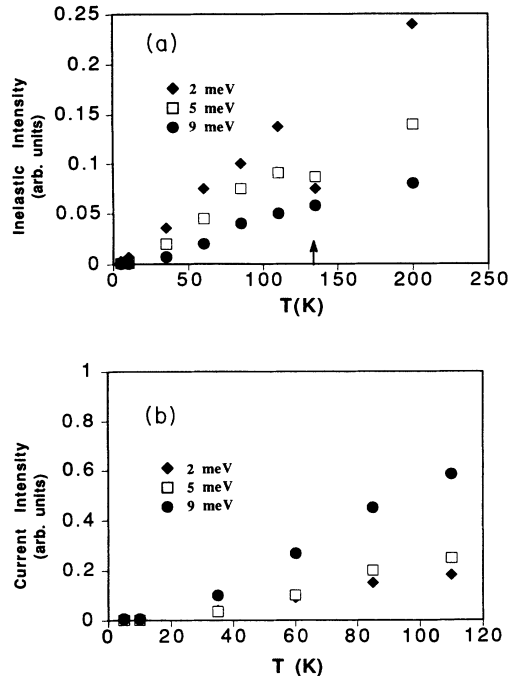 0.25
(a)
0.2
◆ 2 meV
□ 5 meV
● 9 meV
0.15
0.1
0.05
0
Inelastic Intensity
(arb. units)
0 50 100 150 200 250
T(K)
1
(b)
0.8
◆ 2 meV
□ 5 meV
● 9 meV
0.6
0.4
0.2
0
Current Intensity
(arb. units)
0 20 40 60 80 100 120
T (K)